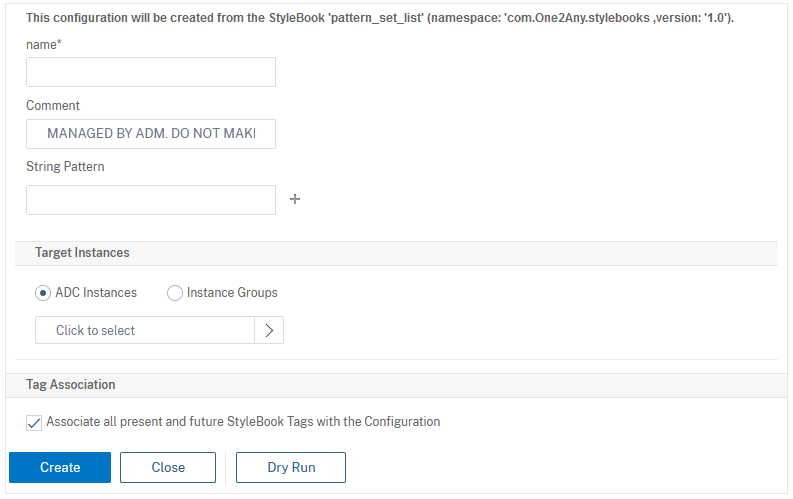 This configuration will be created from the StyleBook 'pattern_set_list' (namespace: 'com.One2Any.stylebooks ,version: '1.0').
name*
Comment
MANAGED BY ADM. DO NOT MAKI
String Pattern
+
Target Instances
ADC Instances Instance Groups
Click to select
Tag Association
Associate all present and future StyleBook Tags with the Configuration
Create Close Dry Run